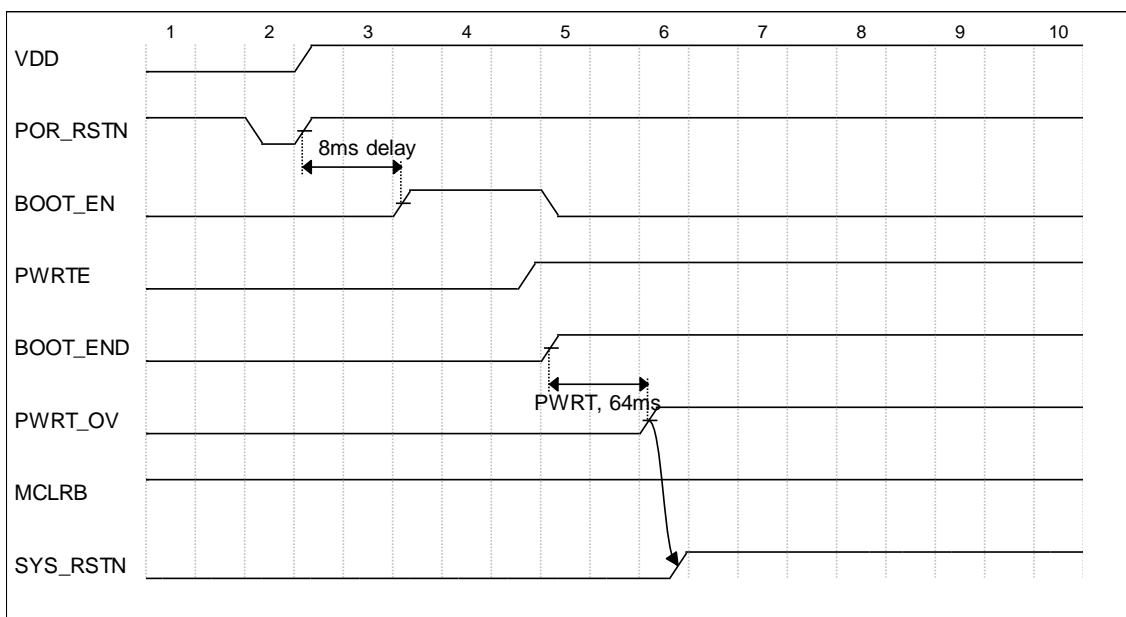 1 2 3 4 5 6 7 8 9 10
VDD
POR_RSTN
8ms delay
BOOT_EN
PWRTE
BOOT_END
PWRT, 64ms
PWRT_OV
MCLRB
SYS_RSTN